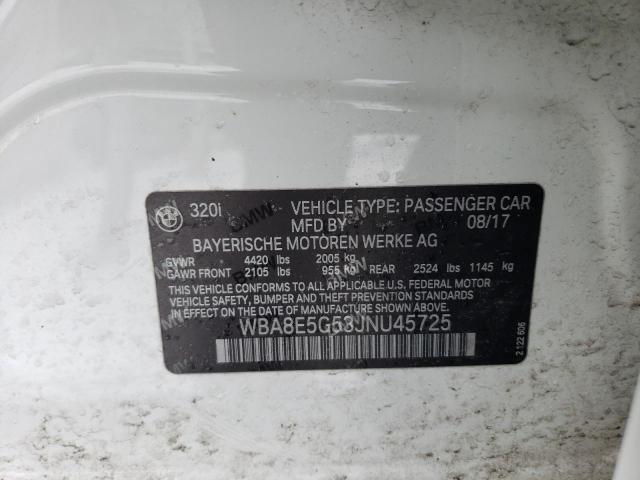 320i VEHICLE TYPE: PASSENGER CAR
MFD BY 08/17
BAYERISCHE MOTOREN WERKE AG
GVWR 4420 lbs 2005 kg
GAWR FRONT 2105 lbs 955 kg REAR 2524 lbs 1145 kg
THIS VEHICLE CONFORMS TO ALL APPLICABLE U.S. FEDERAL MOTOR
VEHICLE SAFETY, BUMPER AND THEFT PREVENTION STANDARDS
IN EFFECT ON THE DATE OF MANUFACTURE SHOWN ABOVE.
WBA8E5G53JNU45725
2 122 606